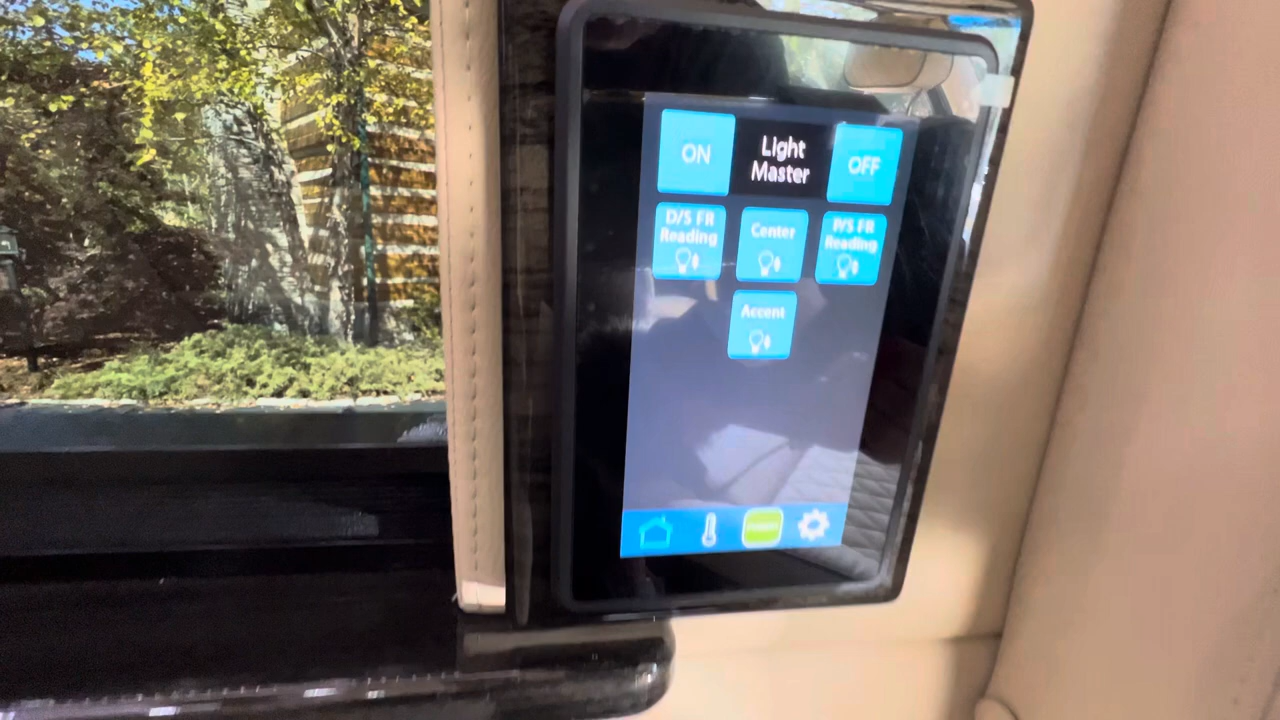 ON
Light
Master
OFF
D/S FR
Reading
Center
P/S FR
Reading
Accent